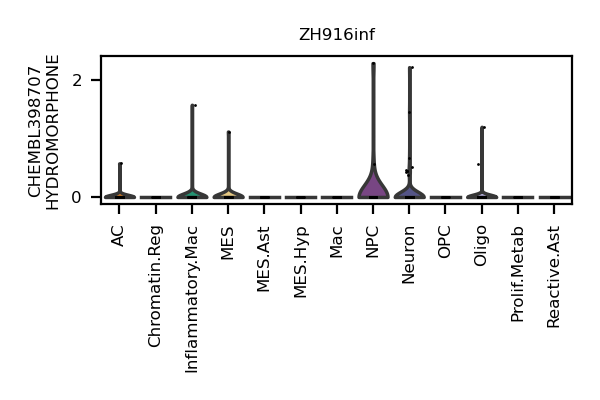 ZH916inf
CHEMBL398707
HYDROMORPHONE
2
0
AC
Chromatin.Reg
Inflammatory.Mac
MES
MES.Ast
MES.Hyp
Mac
NPC
Neuron
OPC
Oligo
Prolif.Metab
Reactive.Ast